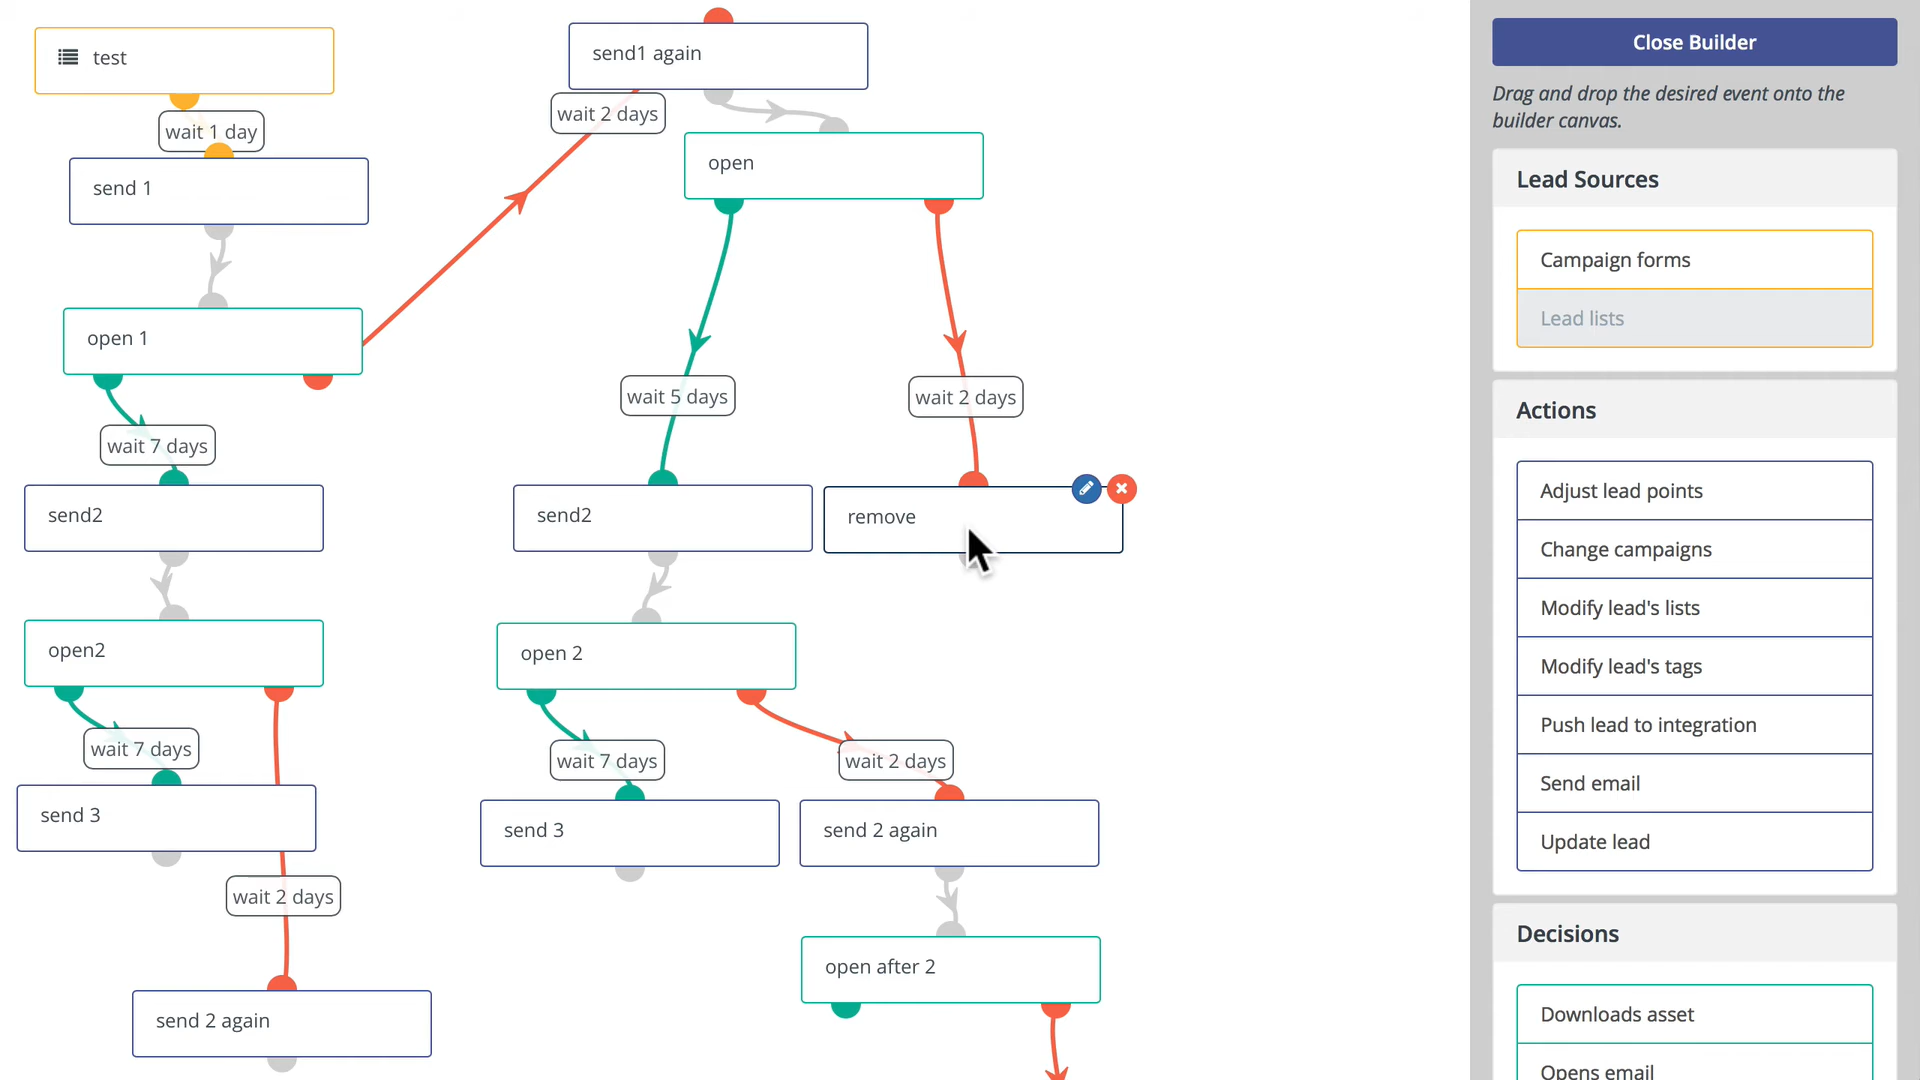 test
wait 1 day
send 1
open 1
wait 7 days
send2
open2
wait 7 days
send 3
wait 2 days
send 2 again
send1 again
wait 2 days
open
wait 5 days
wait 2 days
send2
remove
open 2
wait 7 days
wait 2 days
send 3
send 2 again
open after 2
Close Builder
Drag and drop the desired event onto the
builder canvas.
Lead Sources
Campaign forms
Lead lists
Actions
Adjust lead points
Change campaigns
Modify lead's lists
Modify lead's tags
Push lead to integration
Send email
Update lead
Decisions
Downloads asset
Opens email